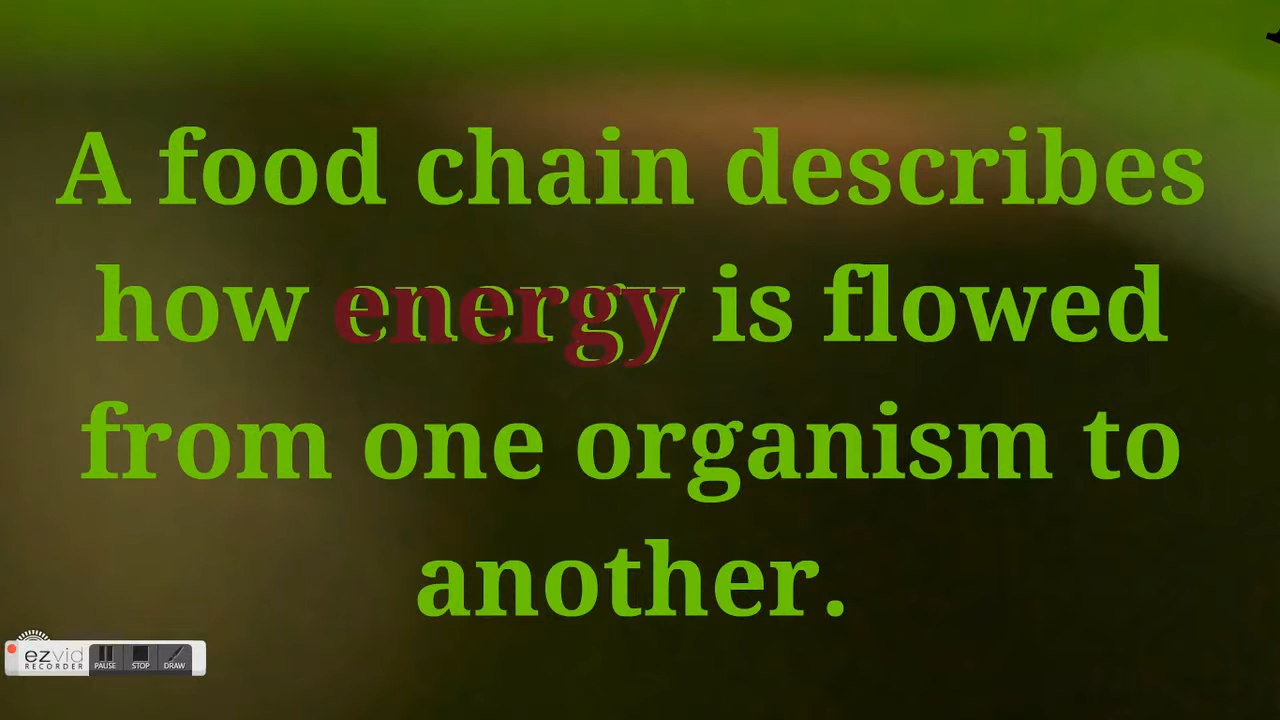 A food chain describes
how energy is flowed
from one organism to
another.
ezvid
RECORDER
PAUSE
STOP
DRAW